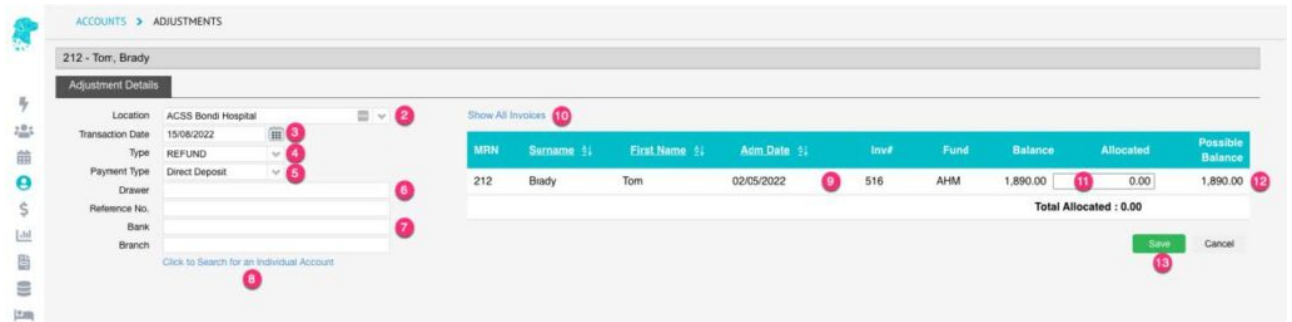 ACCOUNTS > ADJUSTMENTS
212 - Tom, Brady
Adjustment Details
Location ACSS Bondi Hospital 2
Transaction Date 15/08/2022 3
Type REFUND 4
Payment Type Direct Deposit 5
Drawer 6
Reference No.
Bank 7
Branch
Click to Search for an Individual Account
8
Show All Invoices 10
MRN Surname First Name Adm.Date Inv# Fund Balance Allocated Possible Balance
212 Brady Tom 02/05/2022 9 516 AHM 1,890.00 11 0.00 1,890.00 12
Total Allocated : 0.00
Save Cancel
13